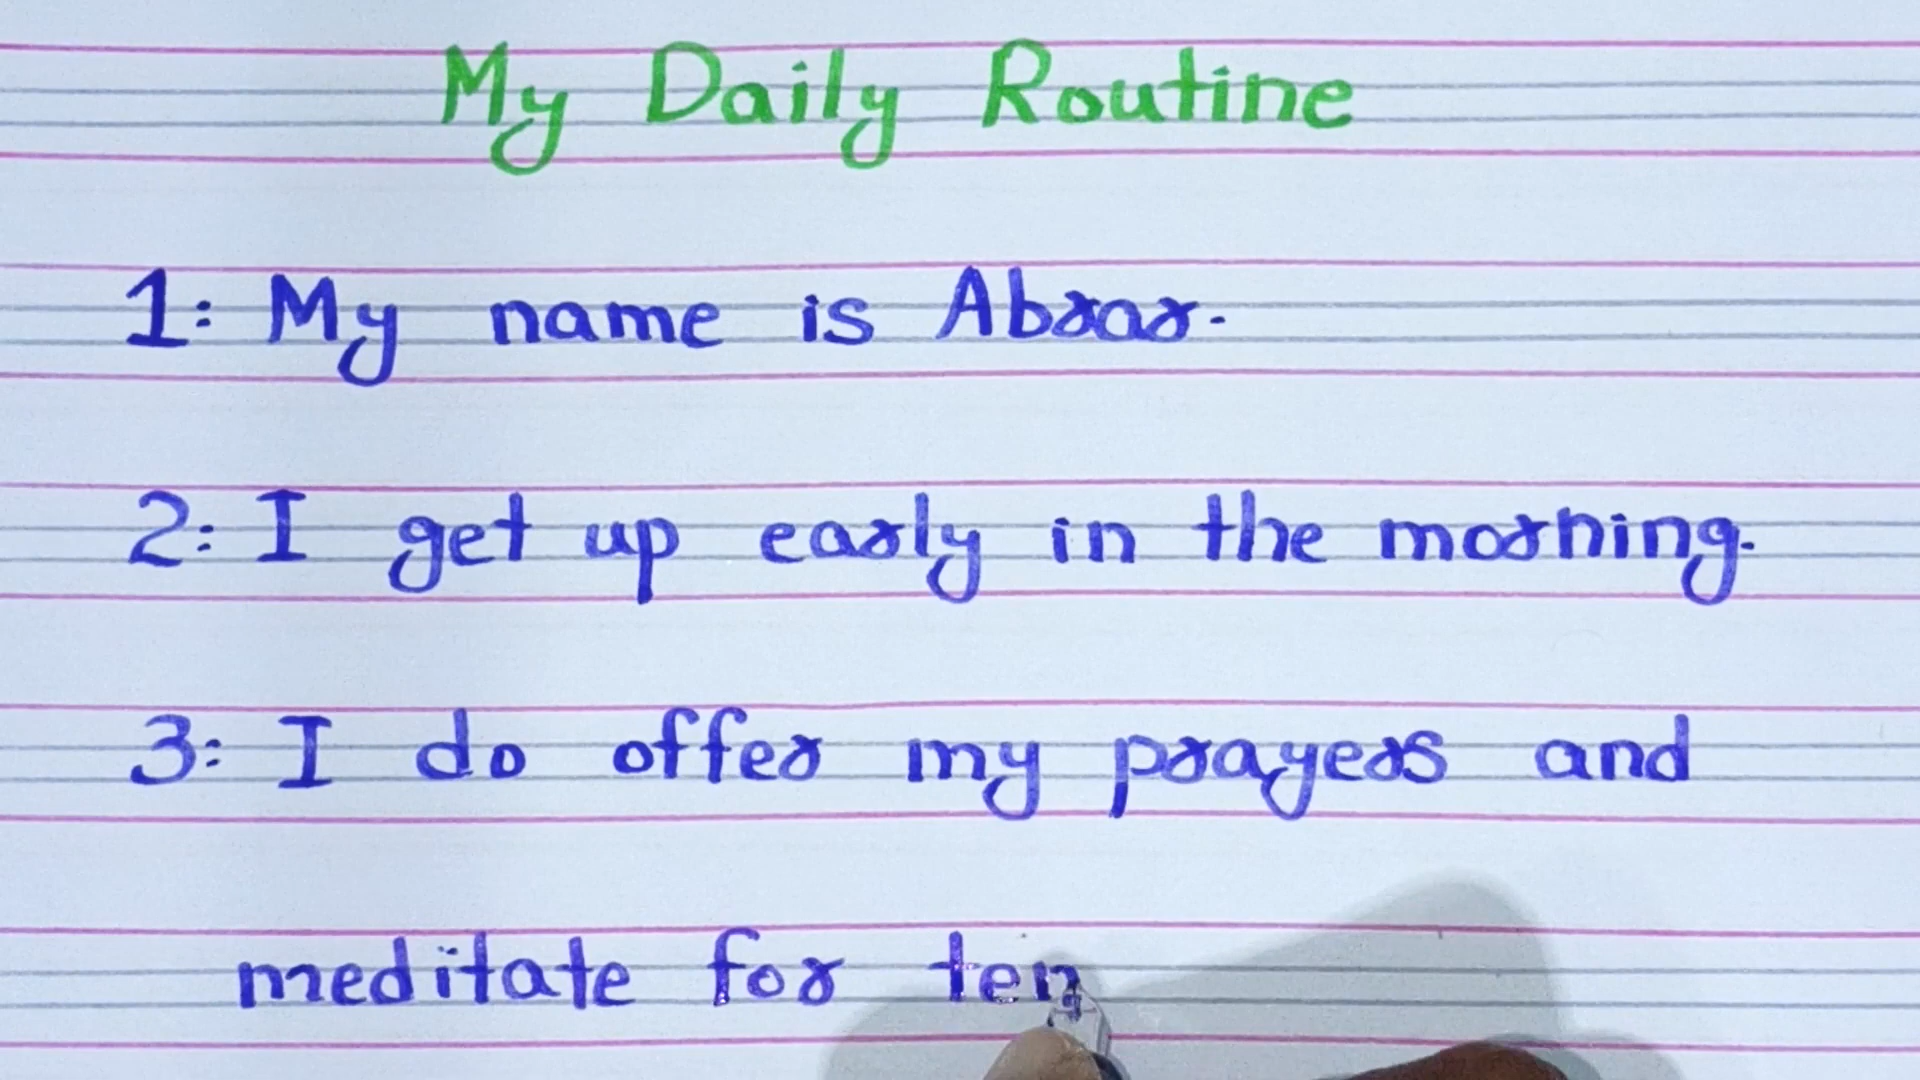 My Daily Routine
1: My name is Abrar.
2: I get up early in the morning.
3: I do offer my prayers and
meditate for ten